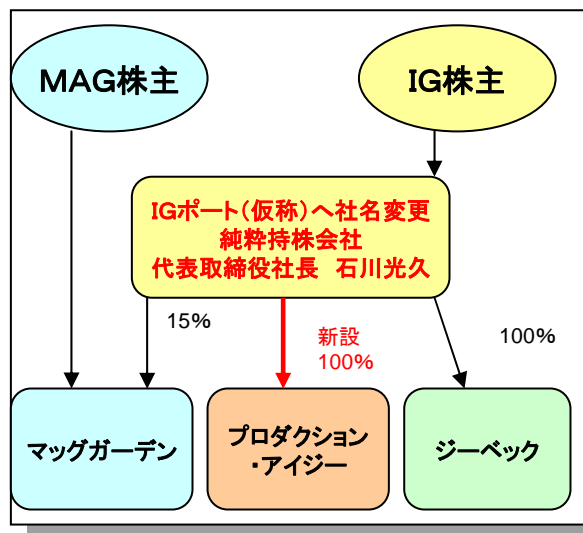 MAG株主
IG株主
IGポート(仮称)へ社名変更
純粋持株会社
代表取締役社長　石川光久
15%
新設
100%
100%
マッグガーデン
プロダクション
・アイジー
ジーベック